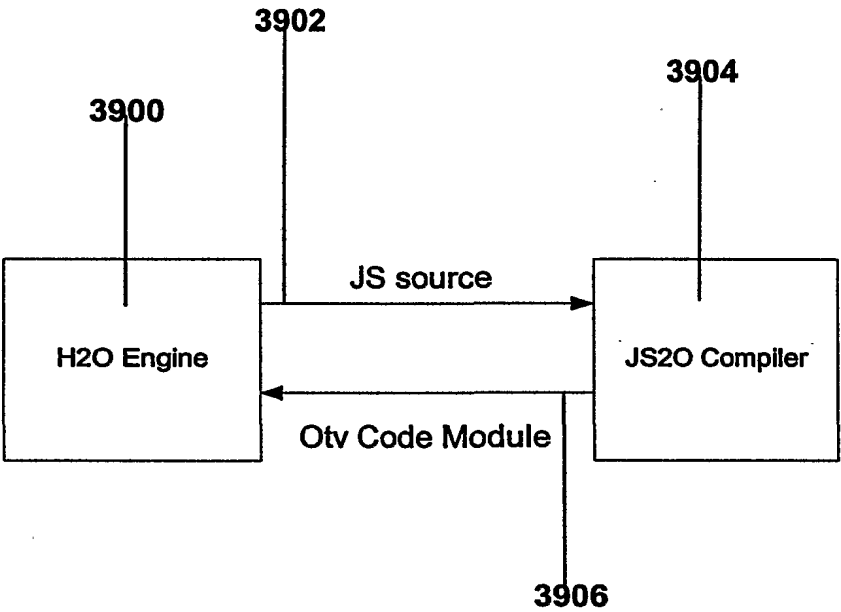 3902
3904
3900
JS source
H2O Engine
JS2O Compiler
Otv Code Module
3906